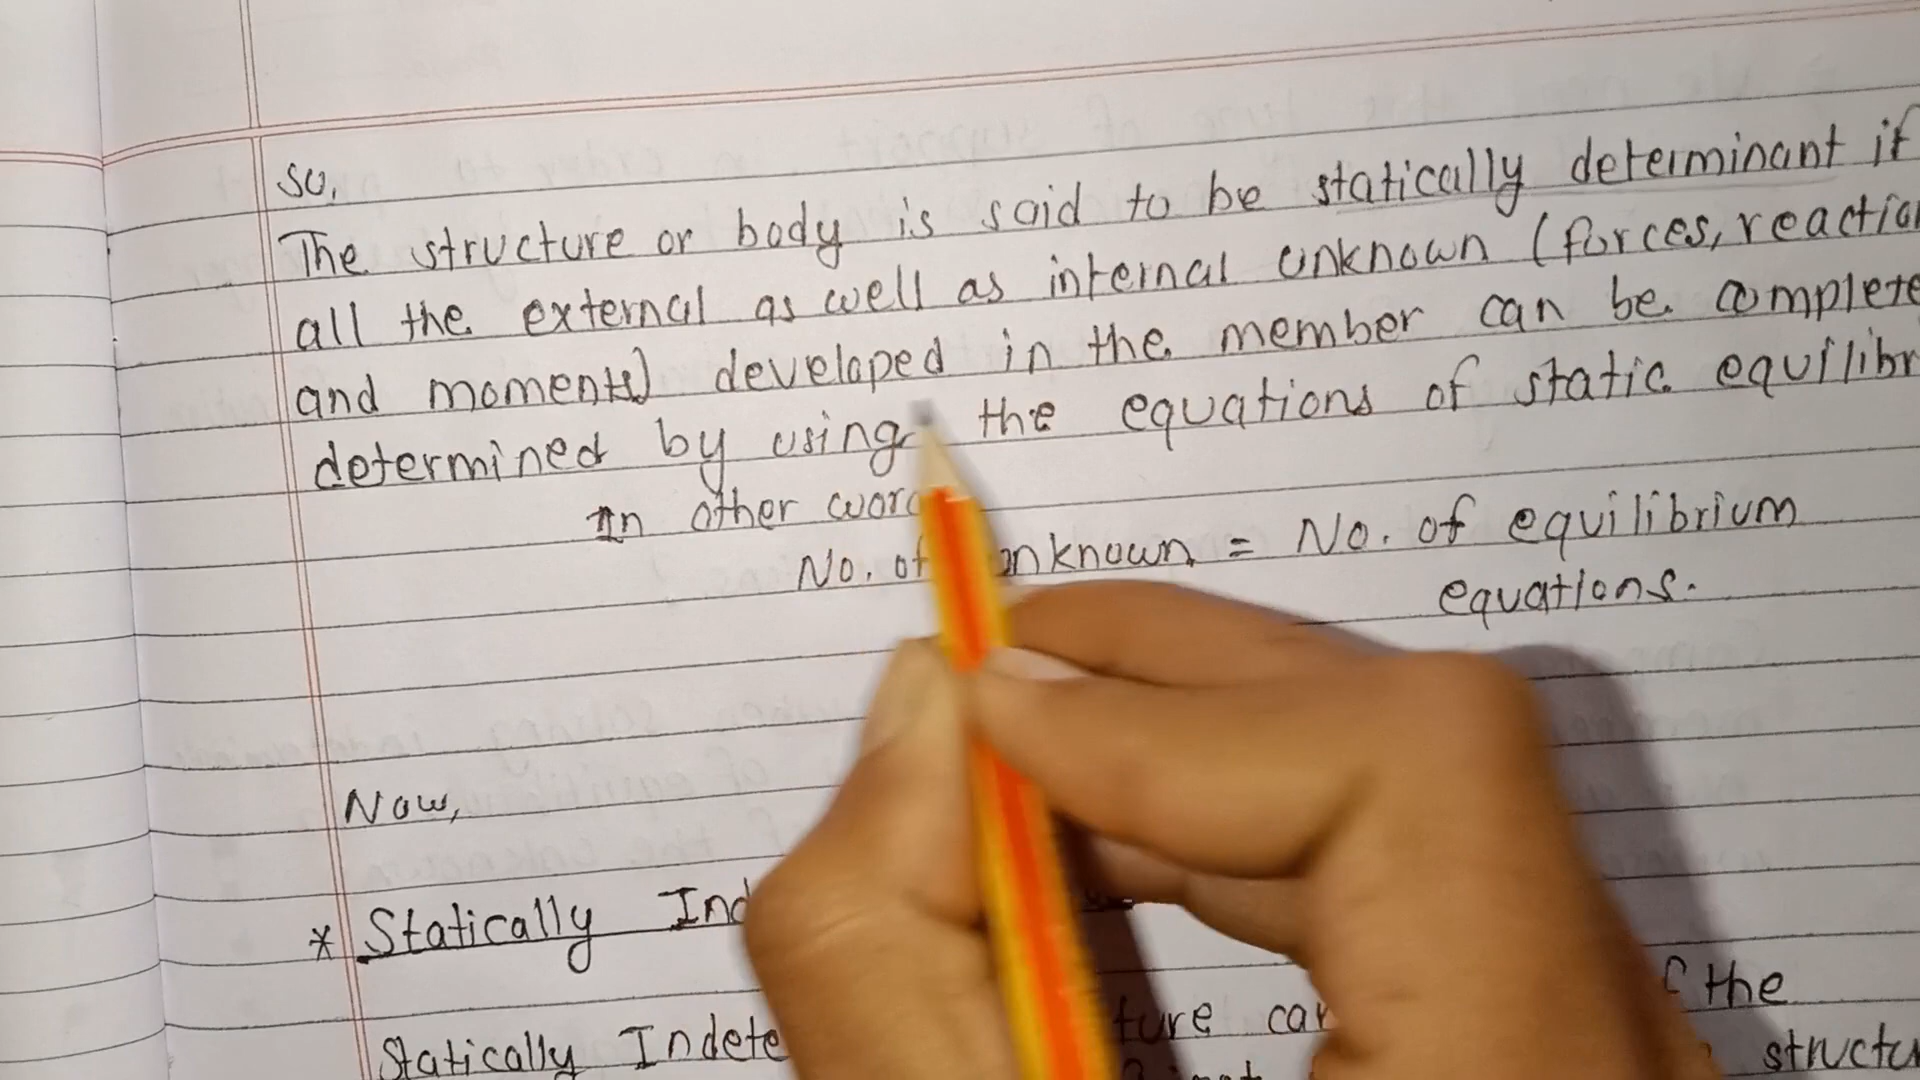 So,
The structure or body is said to be statically determinant if
all the external as well as internal unknown (forces, reaction
and moments) developed in the member can be complete
determined by using the equations of static equilibr
In other
No. of unknown = No. of equilibrium
equations.
Now,
* Statically
Statically
the